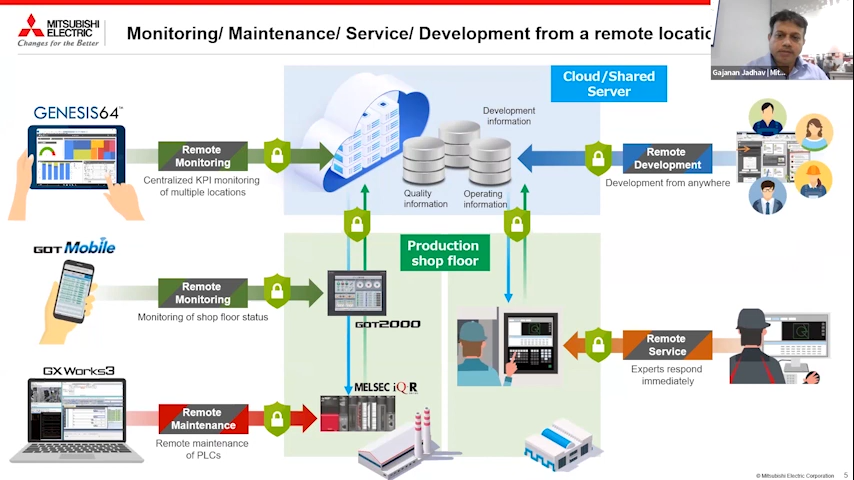 MITSUBISHI
ELECTRIC
Changes for the Better
Monitoring/ Maintenance/ Service/ Development from a remote locatio
Gajanan Jadhav | Mit...
Cloud/Shared
Server
GENESIS64™
Development
information
Remote
Monitoring
Remote
Development
Centralized KPI monitoring
of multiple locations
Development from anywhere
Quality
information
Operating
information
Production
shop floor
GOT Mobile
Remote
Monitoring
Monitoring of shop floor status
GOT2000
Remote
Service
Experts respond
immediately
GX Works3
MELSEC iQ-R
Remote
Maintenance
Remote maintenance
of PLCs
© Mitsubishi Electric Corporation
5